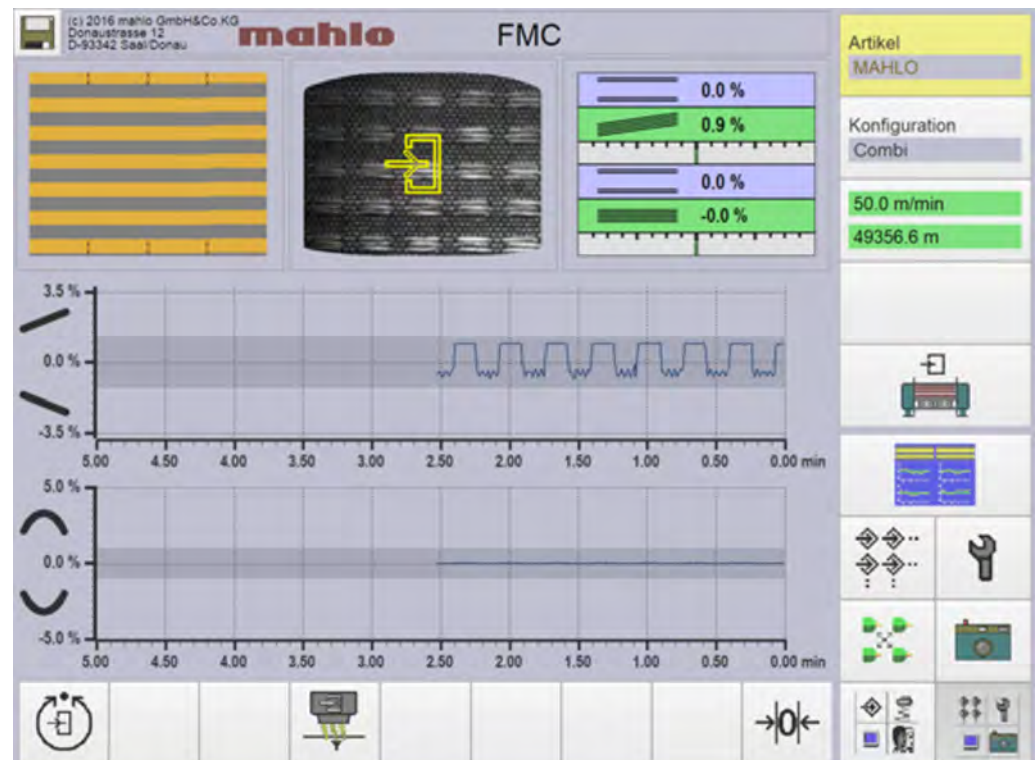 (c) 2016 mahlo GmbH&Co.KG
Donaustrasse 12
D-93342 Saal/Donau
mahlo
FMC
0.0 %
0.9 %
0.0 %
-0.0 %
Artikel
MAHLO
Konfiguration
Combi
50.0 m/min
49356.6 m
3.5 %
0.0 %
-3.5 %
5.00 4.50 4.00 3.50 3.00 2.50 2.00 1.50 1.00 0.50 0.00 min
5.0 %
0.0 %
-5.0 %
5.00 4.50 4.00 3.50 3.00 2.50 2.00 1.50 1.00 0.50 0.00 min
→0←